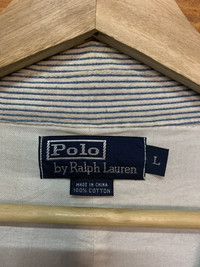 Polo
by Ralph Lauren
L
MADE IN CHINA
100% COTTON